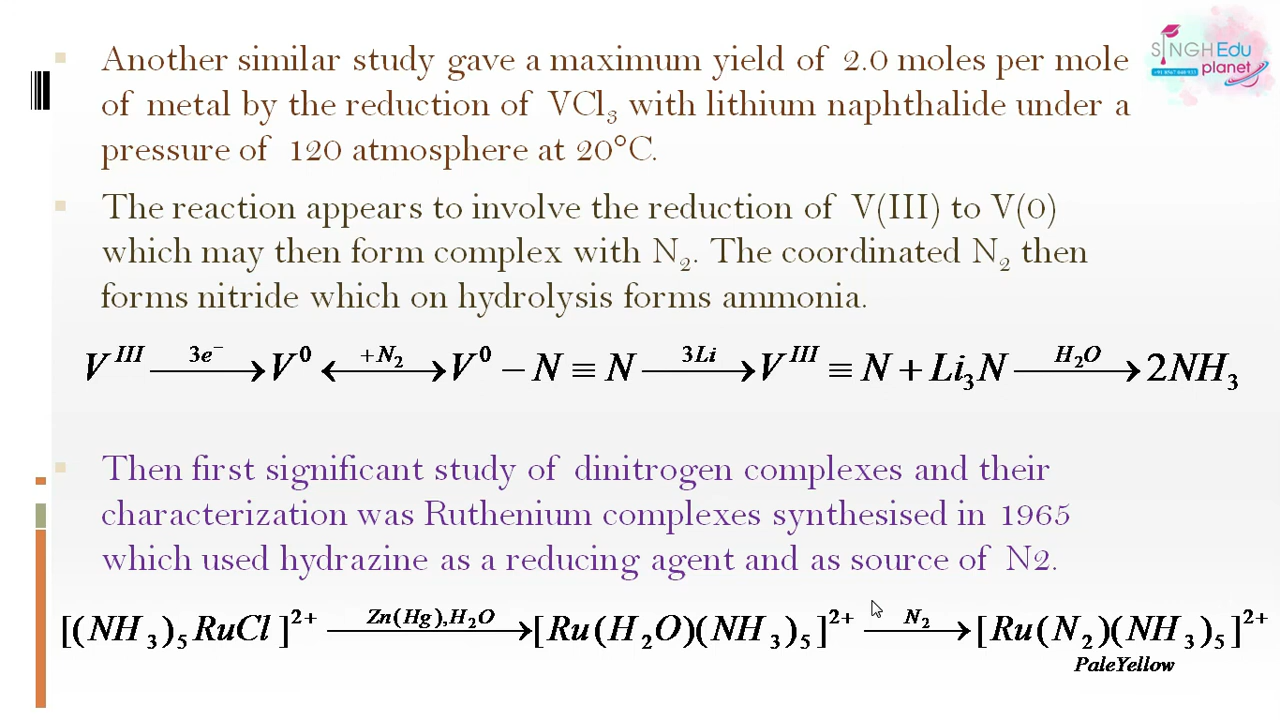 SINGH Edu
planet
Another similar study gave a maximum yield of 2.0 moles per mole
of metal by the reduction of VCl₃ with lithium naphthalide under a
pressure of 120 atmosphere at 20°C.
The reaction appears to involve the reduction of V(III) to V(0)
which may then form complex with N₂. The coordinated N₂ then
forms nitride which on hydrolysis forms ammonia.
V^III —3e⁻→ V⁰ ←+N₂→ V⁰ − N ≡ N —3Li→ V^III ≡ N + Li₃N —H₂O→ 2NH₃
Then first significant study of dinitrogen complexes and their
characterization was Ruthenium complexes synthesised in 1965
which used hydrazine as a reducing agent and as source of N2.
[(NH₃)₅RuCl]²⁺ —Zn(Hg),H₂O→ [Ru(H₂O)(NH₃)₅]²⁺ —N₂→ [Ru(N₂)(NH₃)₅]²⁺
PaleYellow